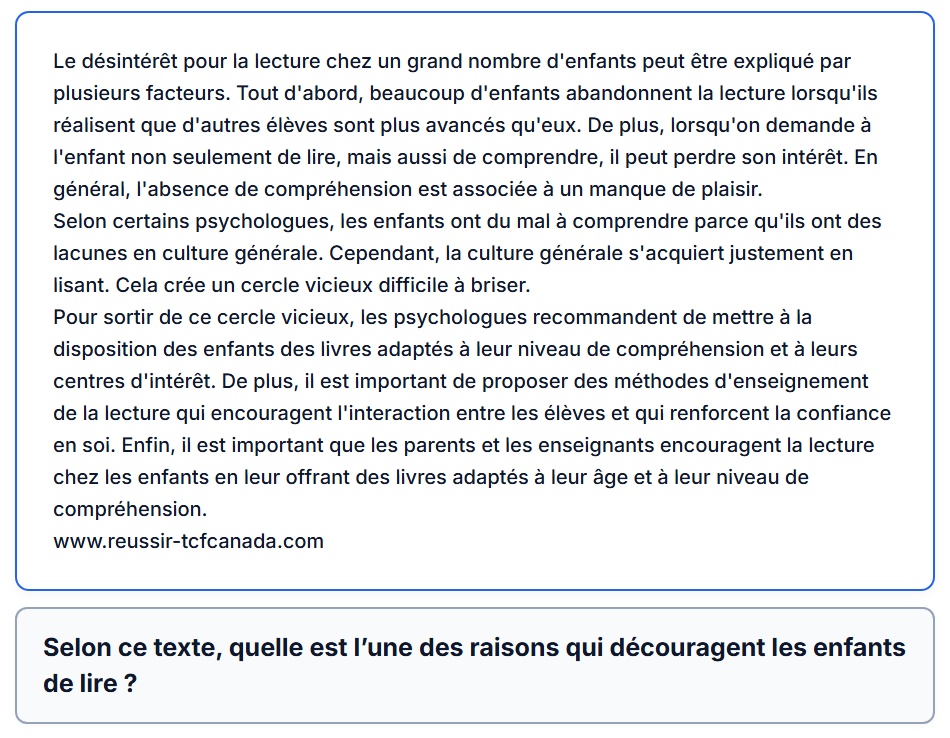 Le désintérêt pour la lecture chez un grand nombre d'enfants peut être expliqué par
plusieurs facteurs. Tout d'abord, beaucoup d'enfants abandonnent la lecture lorsqu'ils
réalisent que d'autres élèves sont plus avancés qu'eux. De plus, lorsqu'on demande à
l'enfant non seulement de lire, mais aussi de comprendre, il peut perdre son intérêt. En
général, l'absence de compréhension est associée à un manque de plaisir.
Selon certains psychologues, les enfants ont du mal à comprendre parce qu'ils ont des
lacunes en culture générale. Cependant, la culture générale s'acquiert justement en
lisant. Cela crée un cercle vicieux difficile à briser.
Pour sortir de ce cercle vicieux, les psychologues recommandent de mettre à la
disposition des enfants des livres adaptés à leur niveau de compréhension et à leurs
centres d'intérêt. De plus, il est important de proposer des méthodes d'enseignement
de la lecture qui encouragent l'interaction entre les élèves et qui renforcent la confiance
en soi. Enfin, il est important que les parents et les enseignants encouragent la lecture
chez les enfants en leur offrant des livres adaptés à leur âge et à leur niveau de
compréhension.
www.reussir-tcfcanada.com
Selon ce texte, quelle est l’une des raisons qui découragent les enfants
de lire ?